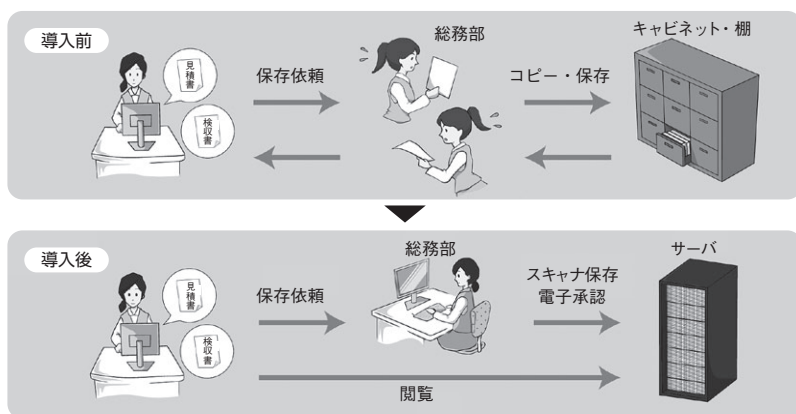 導入前
見積書
検収書
保存依頼
総務部
コピー・保存
キャビネット・棚
導入後
見積書
検収書
保存依頼
総務部
スキャナ保存
電子承認
サーバ
閲覧